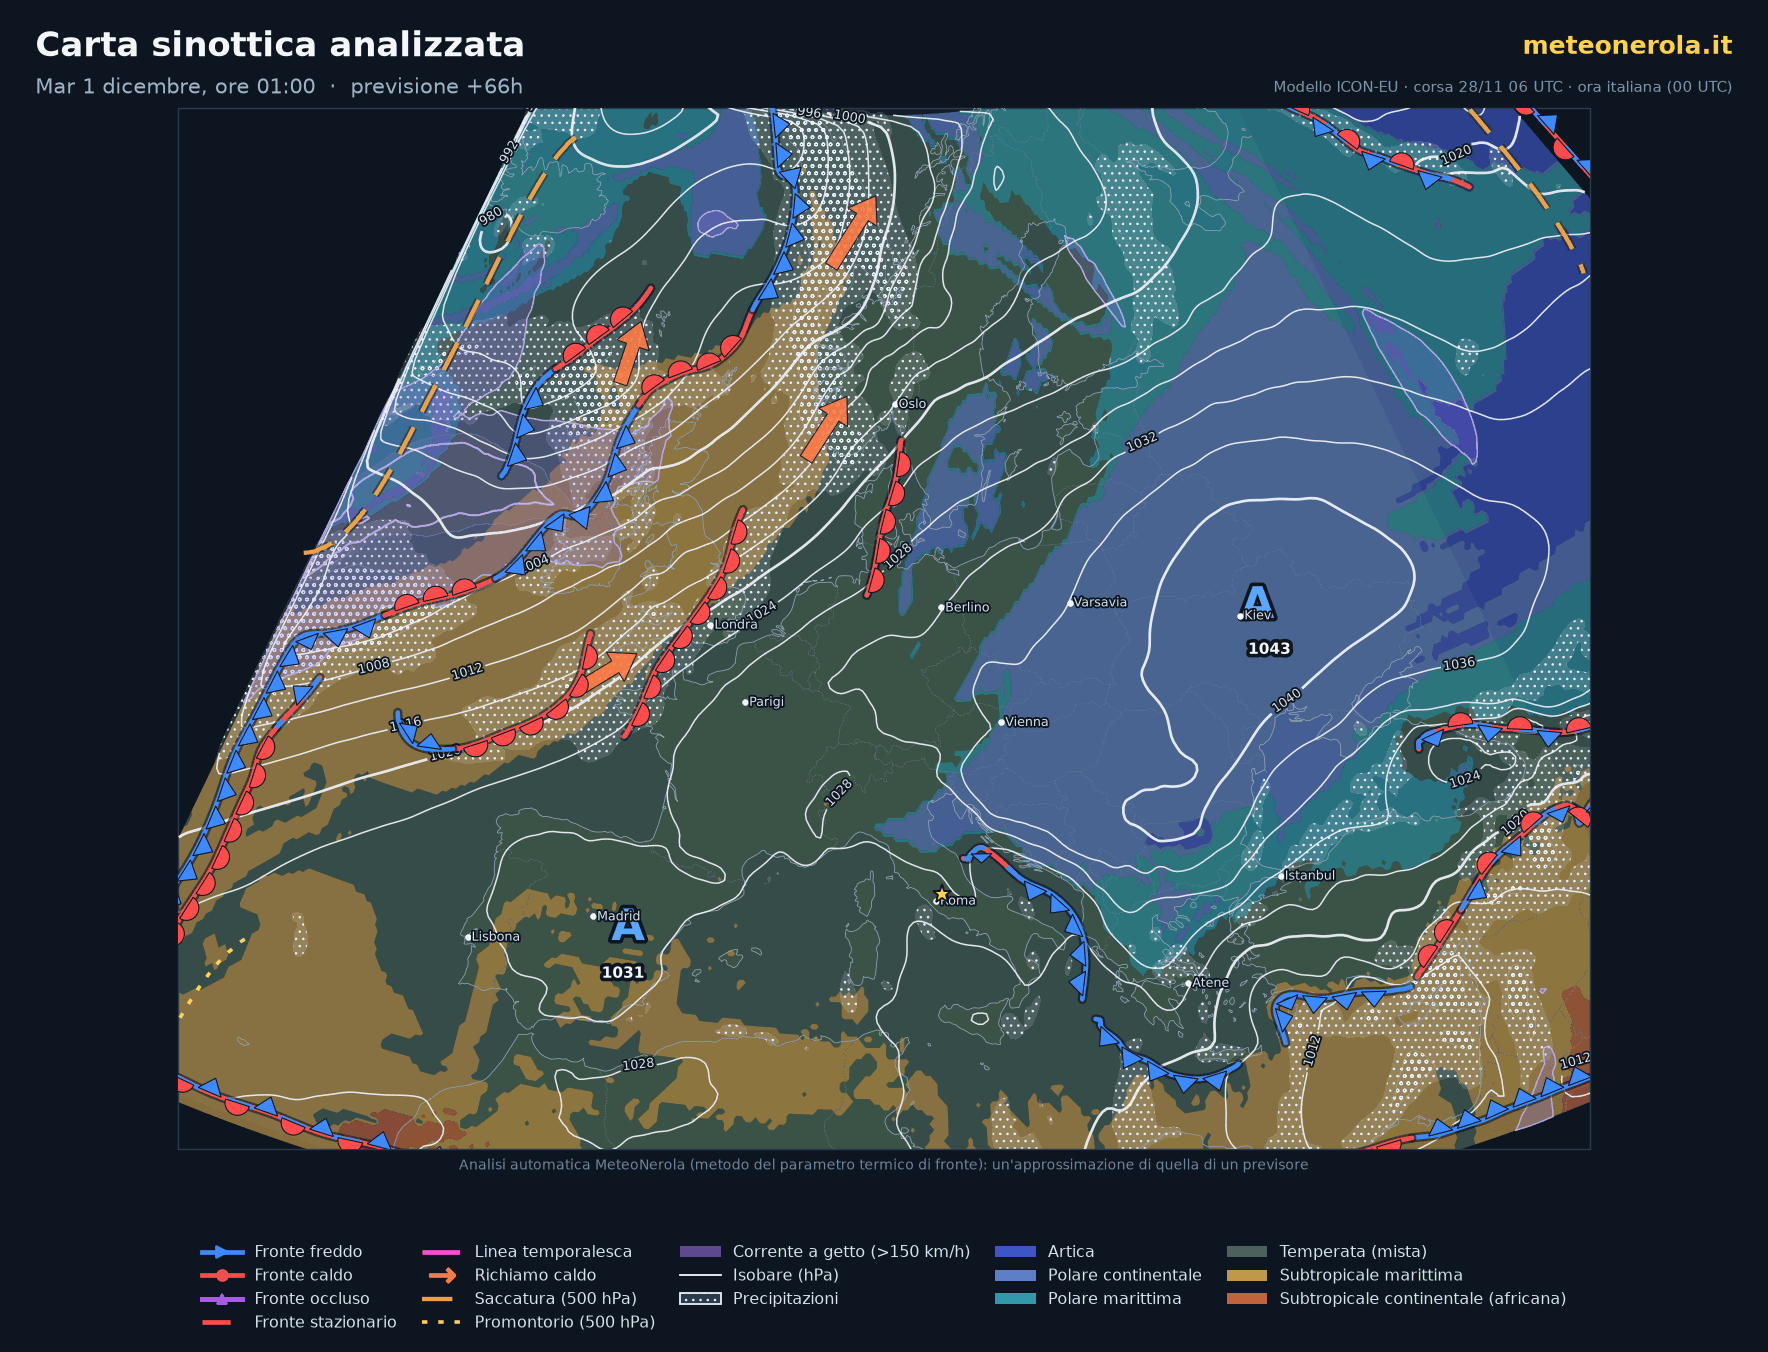 Carta sinottica analizzata
meteonerola.it
Mar 1 dicembre, ore 01:00 · previsione +66h
Modello ICON-EU · corsa 28/11 06 UTC · ora italiana (00 UTC)
996
1000
992
1020
980
Oslo
1032
1028
1004
Berlino
Varsavia
A
Kiev
1024
Londra
1043
1008
1012
1036
Parigi
1040
1016
Vienna
1020
1024
1028
1020
Istanbul
Roma
Madrid
A
Lisbona
1031
Atene
1028
1012
1012
Analisi automatica MeteoNerola (metodo del parametro termico di fronte): un'approssimazione di quella di un previsore
Fronte freddo
Linea temporalesca
Corrente a getto (>150 km/h)
Artica
Temperata (mista)
Fronte caldo
Richiamo caldo
Isobare (hPa)
Polare continentale
Subtropicale marittima
Fronte occluso
Saccatura (500 hPa)
Precipitazioni
Polare marittima
Subtropicale continentale (africana)
Fronte stazionario
Promontorio (500 hPa)